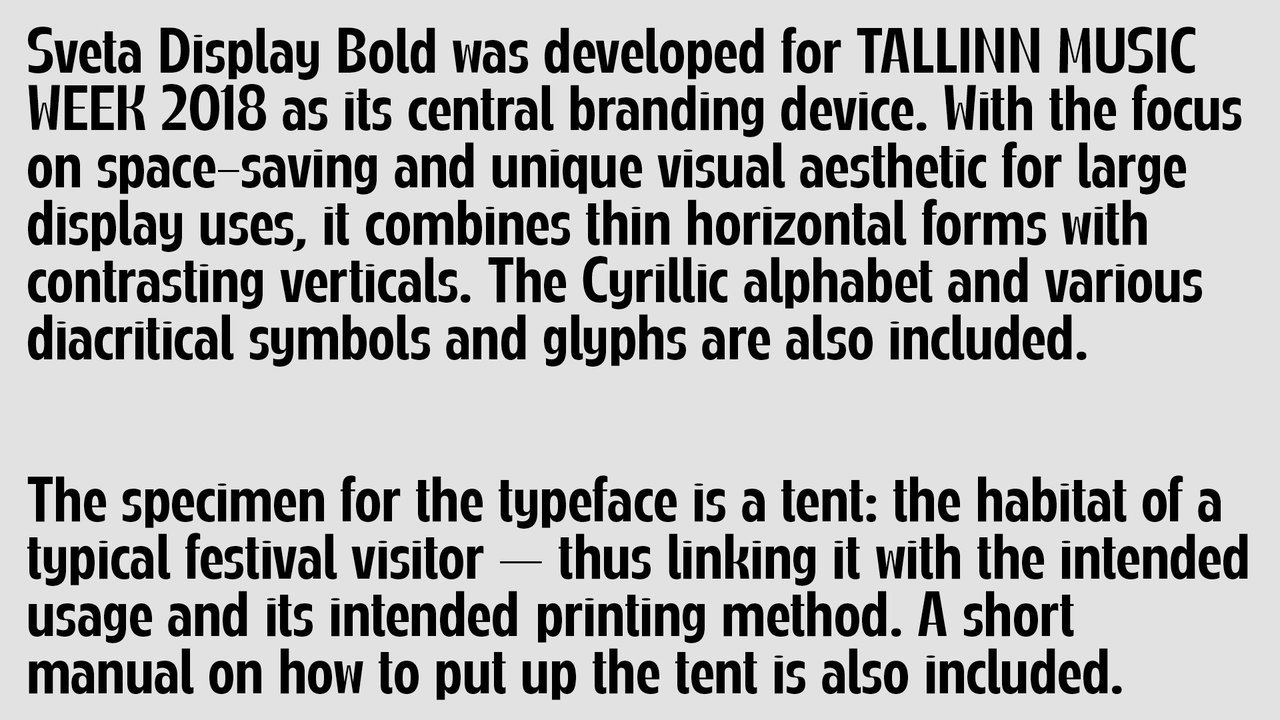 Sveta Display Bold was developed for TALLINN MUSIC
WEEK 2018 as its central branding device. With the focus
on space–saving and unique visual aesthetic for large
display uses, it combines thin horizontal forms with
contrasting verticals. The Cyrillic alphabet and various
diacritical symbols and glyphs are also included.
The specimen for the typeface is a tent: the habitat of a
typical festival visitor — thus linking it with the intended
usage and its intended printing method. A short
manual on how to put up the tent is also included.